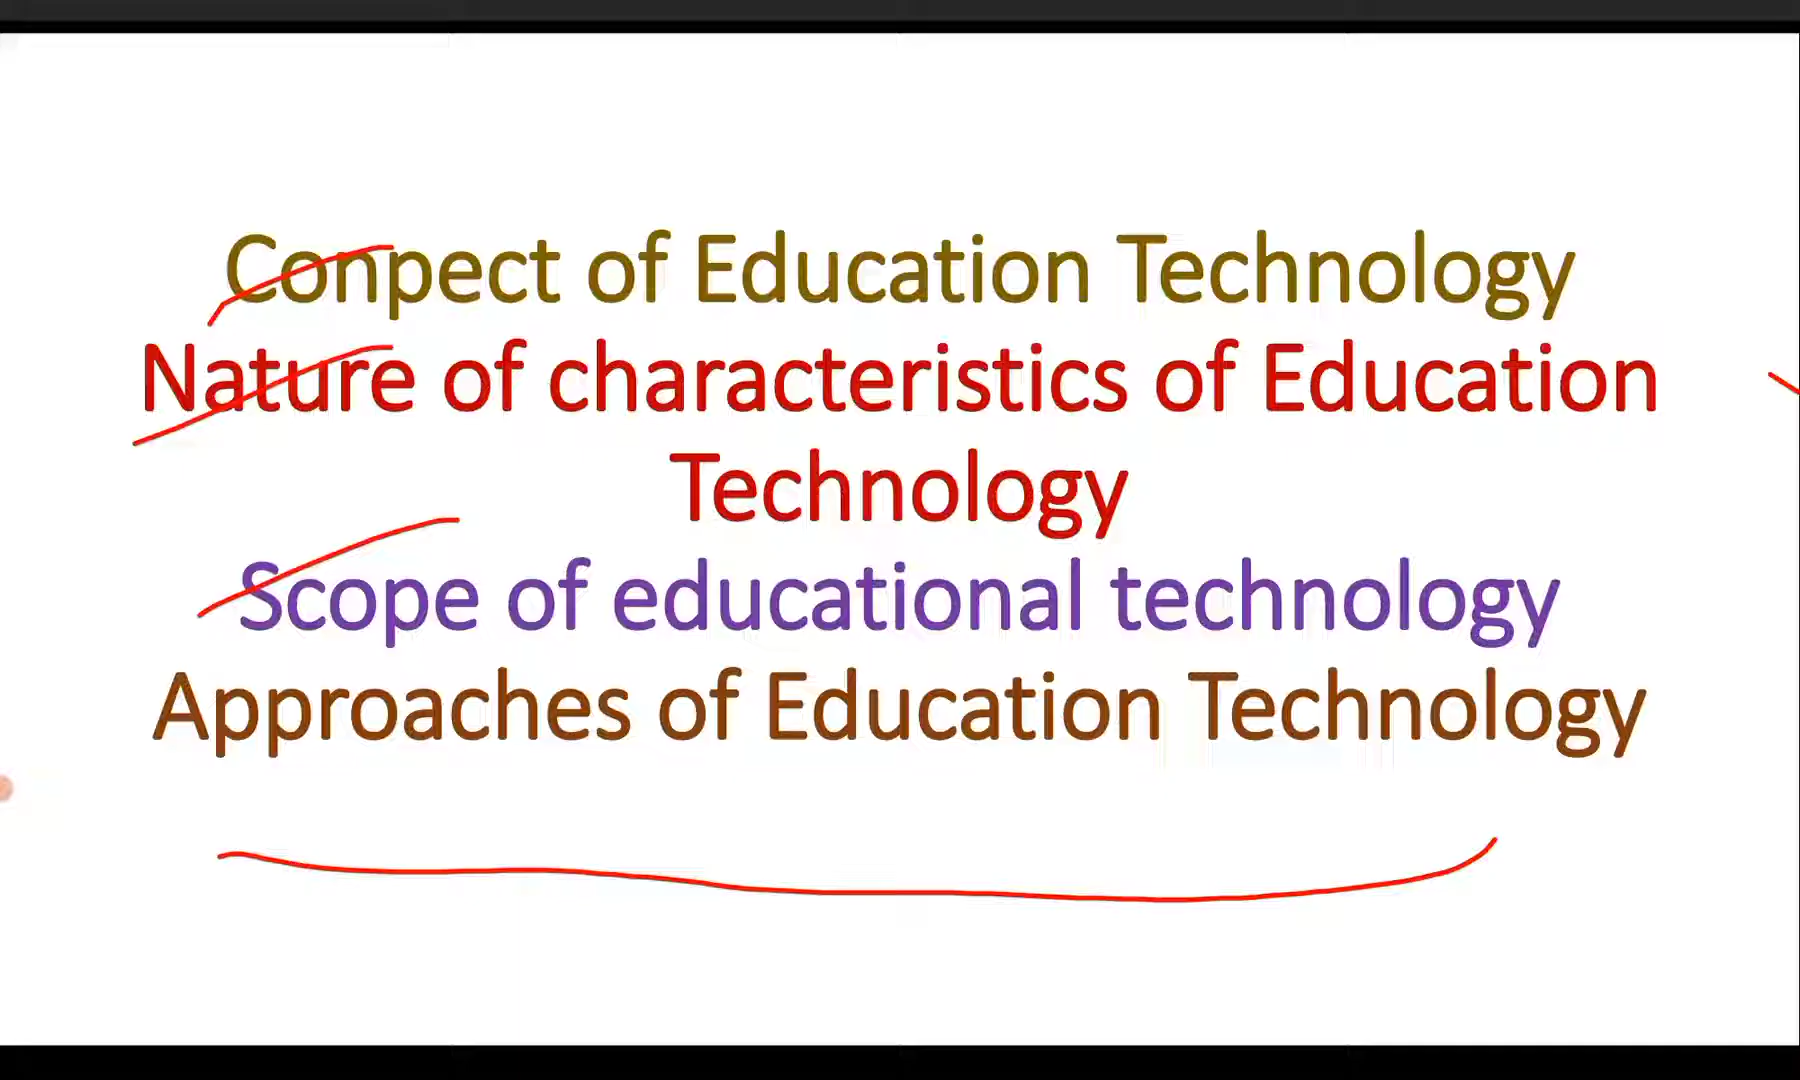 Conpect of Education Technology
Nature of characteristics of Education
Technology
Scope of educational technology
Approaches of Education Technology